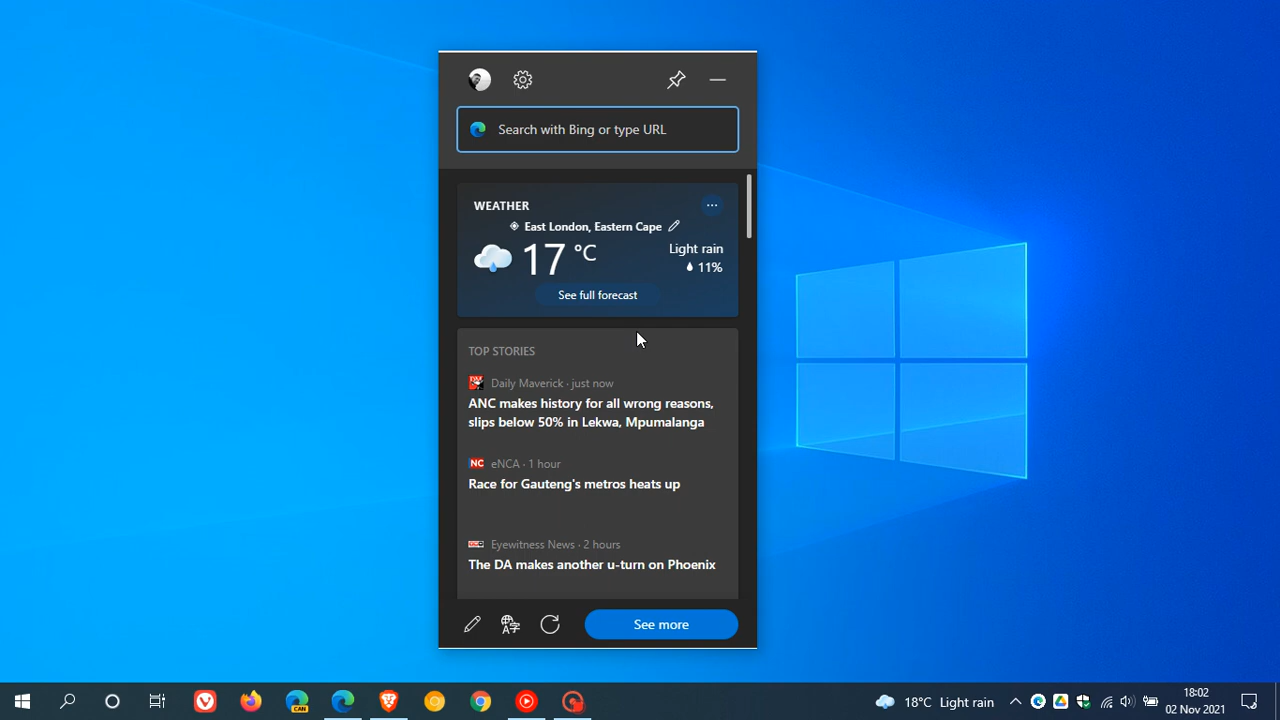 Search with Bing or type URL
WEATHER
East London, Eastern Cape
17 °C
Light rain
11%
See full forecast
TOP STORIES
Daily Maverick · just now
ANC makes history for all wrong reasons,
slips below 50% in Lekwa, Mpumalanga
NC eNCA · 1 hour
Race for Gauteng's metros heats up
Eyewitness News · 2 hours
The DA makes another u-turn on Phoenix
See more
CAN
18°C Light rain
18:02
02 Nov 2021